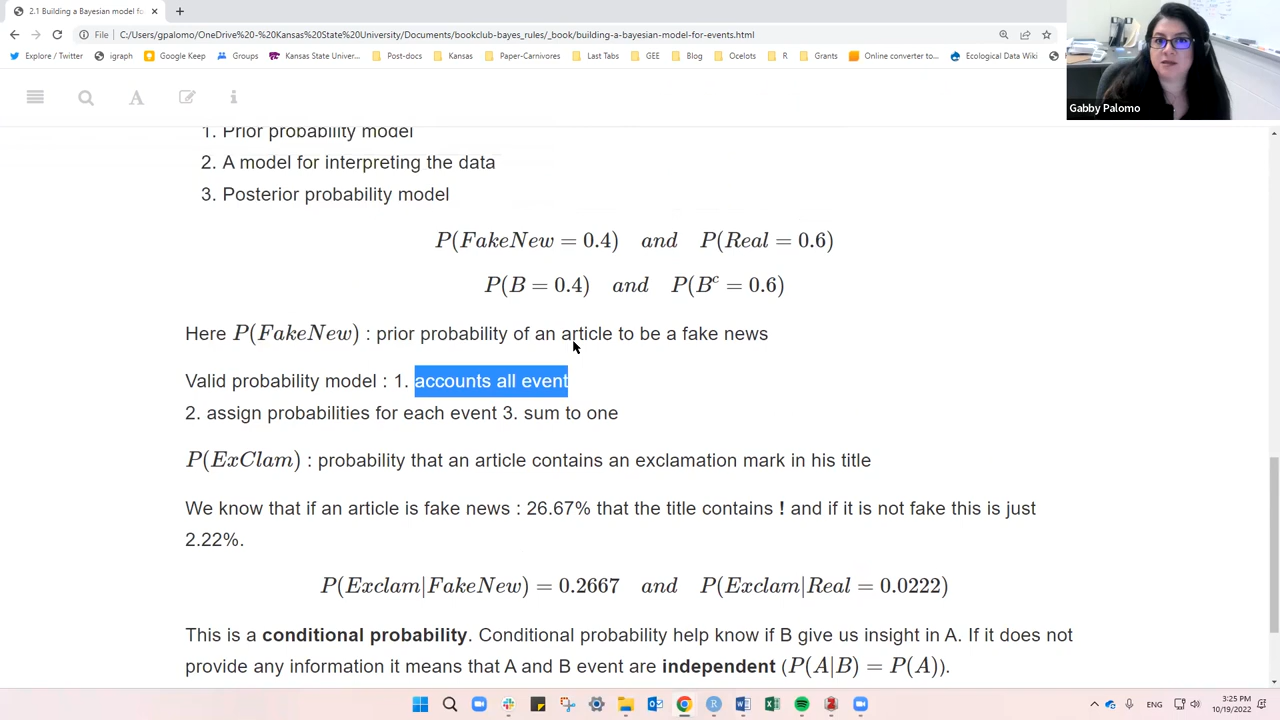 2.1 Building a Bayesian model for
File | C:/Users/gpalomo/OneDrive%20-%20Kansas%20State%20University/Documents/bookclub-bayes_rules/_book/building-a-bayesian-model-for-events.html
Explore / Twitter igraph Google Keep Groups Kansas State Univer... Post-docs Kansas Paper-Carnivores Last Tabs GEE Blog Ocelots R Grants Online converter to... Ecological Data Wiki
Gabby Palomo
1. Prior probability model
2. A model for interpreting the data
3. Posterior probability model
P(FakeNew = 0.4) and P(Real = 0.6)
P(B = 0.4) and P(Bᶜ = 0.6)
Here P(FakeNew) : prior probability of an article to be a fake news
Valid probability model : 1. accounts all event
2. assign probabilities for each event 3. sum to one
P(ExClam) : probability that an article contains an exclamation mark in his title
We know that if an article is fake news : 26.67% that the title contains ! and if it is not fake this is just
2.22%.
P(Exclam|FakeNew) = 0.2667 and P(Exclam|Real = 0.0222)
This is a conditional probability. Conditional probability help know if B give us insight in A. If it does not
provide any information it means that A and B event are independent (P(A|B) = P(A)).
ENG
3:25 PM
10/19/2022